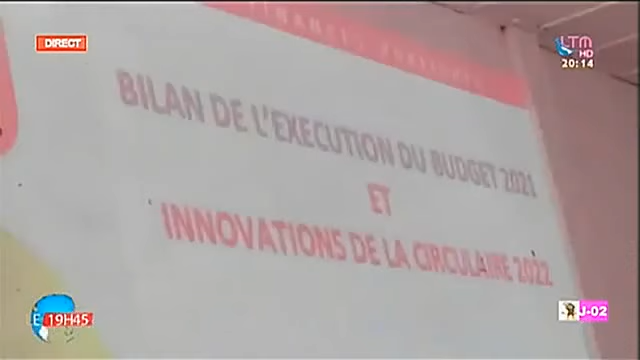 DIRECT
LTM
HD
20:14
BILAN DE L'EXECUTION DU BUDGET 2021
ET
INNOVATIONS DE LA CIRCULAIRE 2022
E 19H45
J-02